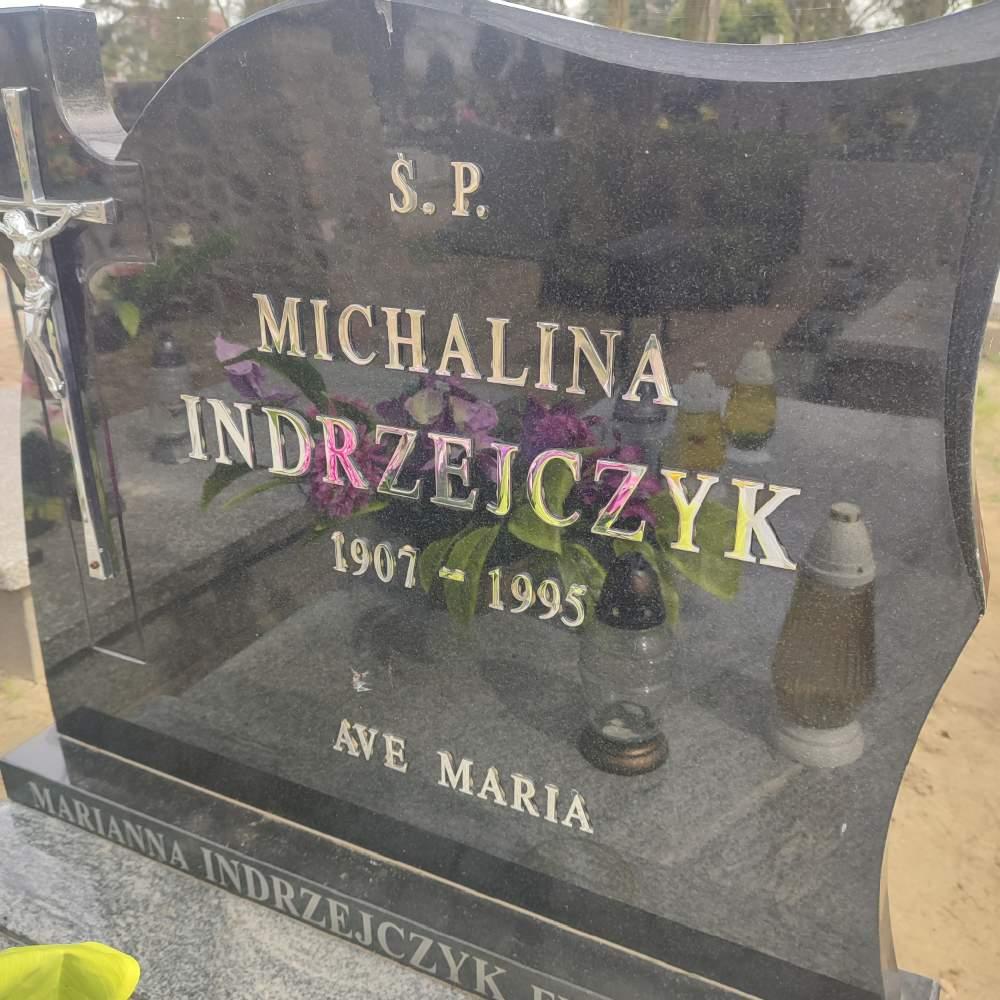 Ś. P.
MICHALINA
INDRZEJCZYK
1907 - 1995
AVE MARIA
MARIANNA INDRZEJCZYK